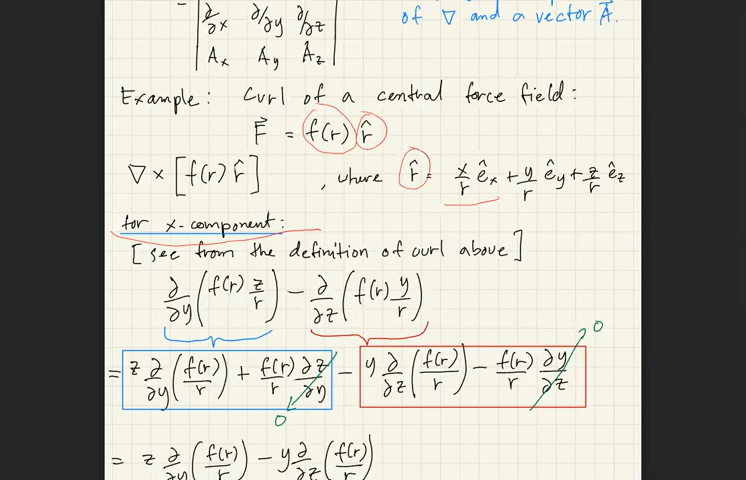 = | ∂/∂x ∂/∂y ∂/∂z |
of ∇ and a vector A⃗.
| Aₓ A_y A_z |
Example: Curl of a central force field:
F⃗ = f(r) r̂
∇ × [f(r) r̂] , where r̂ = x/r êₓ + y/r ê_y + z/r ê_z
for x-component:
[see from the definition of curl above]
∂/∂y (f(r) z/r) − ∂/∂z (f(r) y/r)
0
= z ∂/∂y (f(r)/r) + f(r)/r ∂z/∂y − y ∂/∂z (f(r)/r) − f(r)/r ∂y/∂z
0
= z ∂/∂y (f(r)/r) − y ∂/∂z (f(r)/r)